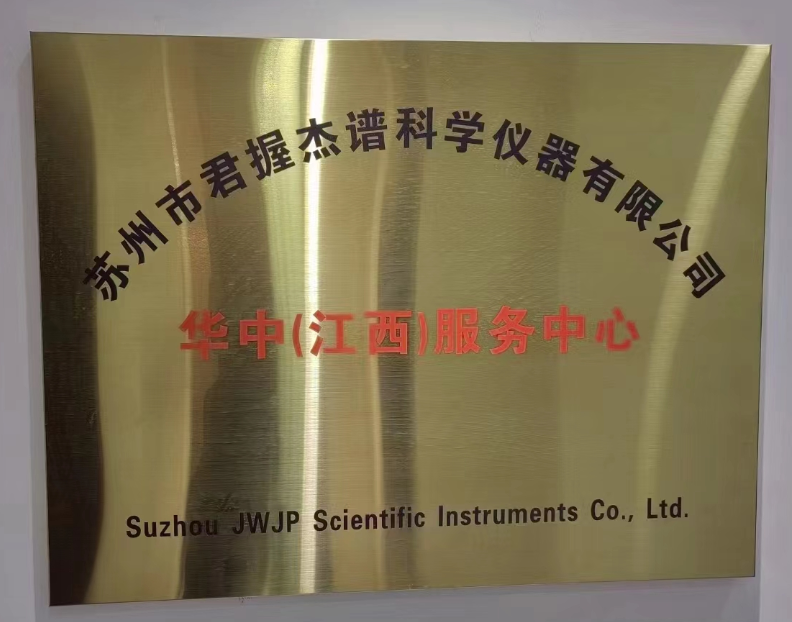 苏州市君握杰谱科学仪器有限公司
华中(江西)服务中心
Suzhou JWJP Scientific Instruments Co., Ltd.